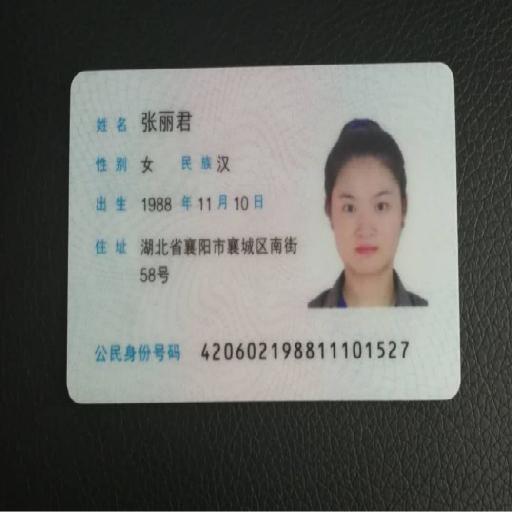 姓名 张丽君
性别 女 民族 汉
出生 1988 年 11 月 10 日
住址 湖北省襄阳市襄城区南街
58号
公民身份号码 420602198811101527